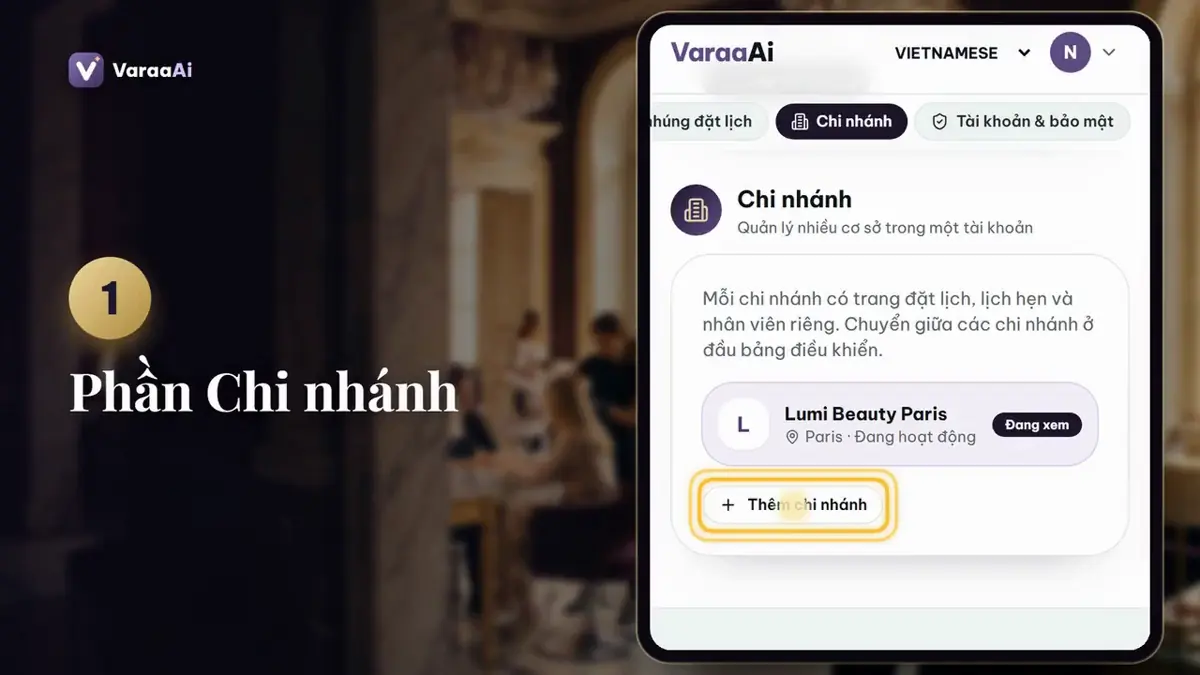 VaraaAi
1
Phần Chi nhánh
VaraaAi
VIETNAMESE
N
nhúng đặt lịch
Chi nhánh
Tài khoản & bảo mật
Chi nhánh
Quản lý nhiều cơ sở trong một tài khoản
Mỗi chi nhánh có trang đặt lịch, lịch hẹn và
nhân viên riêng. Chuyển giữa các chi nhánh ở
đầu bảng điều khiển.
L
Lumi Beauty Paris
Paris · Đang hoạt động
Đang xem
+ Thêm chi nhánh